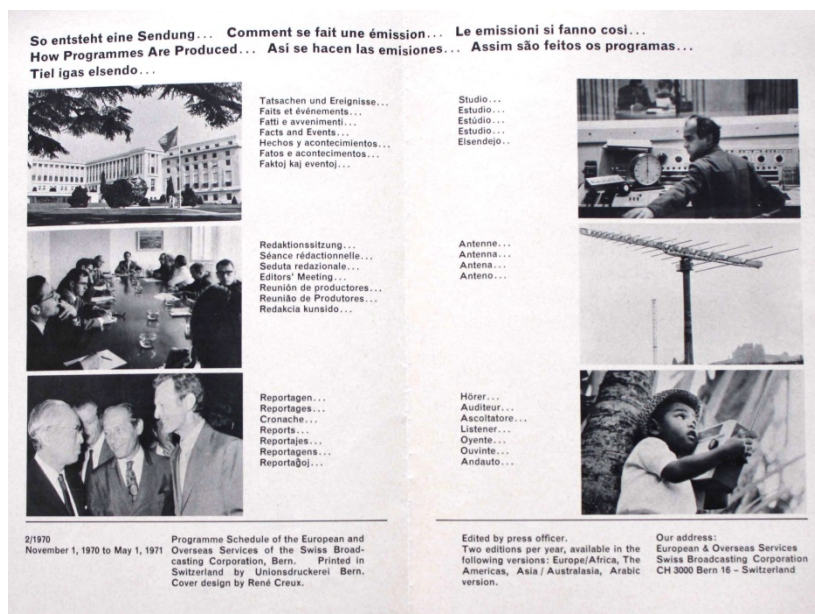 So entsteht eine Sendung... Comment se fait une émission... Le emissioni si fanno così...
How Programmes Are Produced... Asi se hacen las emisiones... Assim são feitos os programas...
Tiel igas elsendo...
Tatsachen und Ereignisse...
Faits et événements...
Fatti e avvenimenti...
Facts and Events...
Hechos y acontecimientos...
Fatos e acontecimentos...
Faktoj kaj eventoj...
Studio...
Estudio...
Estúdio...
Estudio...
Elsendejo..
Redaktionssitzung...
Séance rédactionnelle...
Seduta redazionale...
Editors' Meeting...
Reunión de productores...
Reunião de Produtores...
Redakcia kunsido...
Antenne...
Antenna...
Antena...
Anteno...
Reportagen...
Reportages...
Cronache...
Reports...
Reportajes...
Reportagens...
Reportaĝoj...
Hörer...
Auditeur...
Ascoltatore...
Listener...
Oyente...
Ouvinte...
Andauto...
2/1970
November 1, 1970 to May 1, 1971
Programme Schedule of the European and
Overseas Services of the Swiss Broad-
casting Corporation, Bern. Printed in
Switzerland by Unionsdruckerei Bern.
Cover design by René Creux.
Edited by press officer.
Two editions per year, available in the
following versions: Europe/Africa, The
Americas, Asia / Australasia, Arabic
version.
Our address:
European & Overseas Services
Swiss Broadcasting Corporation
CH 3000 Bern 16 – Switzerland